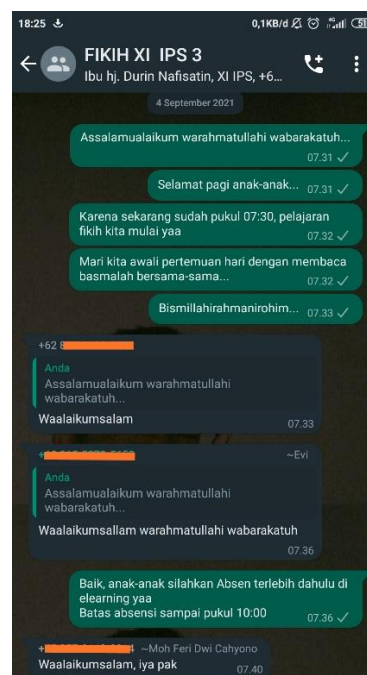 18:25
0,1KB/d
FIKIH XI IPS 3
Ibu hj. Durin Nafisatin, XI IPS, +6...
4 September 2021
Assalamualaikum warahmatullahi wabarakatuh...
07.31
Selamat pagi anak-anak... 07.31
Karena sekarang sudah pukul 07:30, pelajaran
fikih kita mulai yaa
07.32
Mari kita awali pertemuan hari dengan membaca
basmalah bersama-sama...
07.32
Bismillahirahmanirohim... 07.33
+62 8
Anda
Assalamualaikum warahmatullahi
wabarakatuh...
Waalaikumsalam
07.33
~Evi
Anda
Assalamualaikum warahmatullahi
wabarakatuh...
Waalaikumsallam warahmatullahi wabarakatuh
07.36
Baik, anak-anak silahkan Absen terlebih dahulu di
elearning yaa
Batas absensi sampai pukul 10:00
07.36
~Moh Feri Dwi Cahyono
Waalaikumsalam, iya pak
07.40